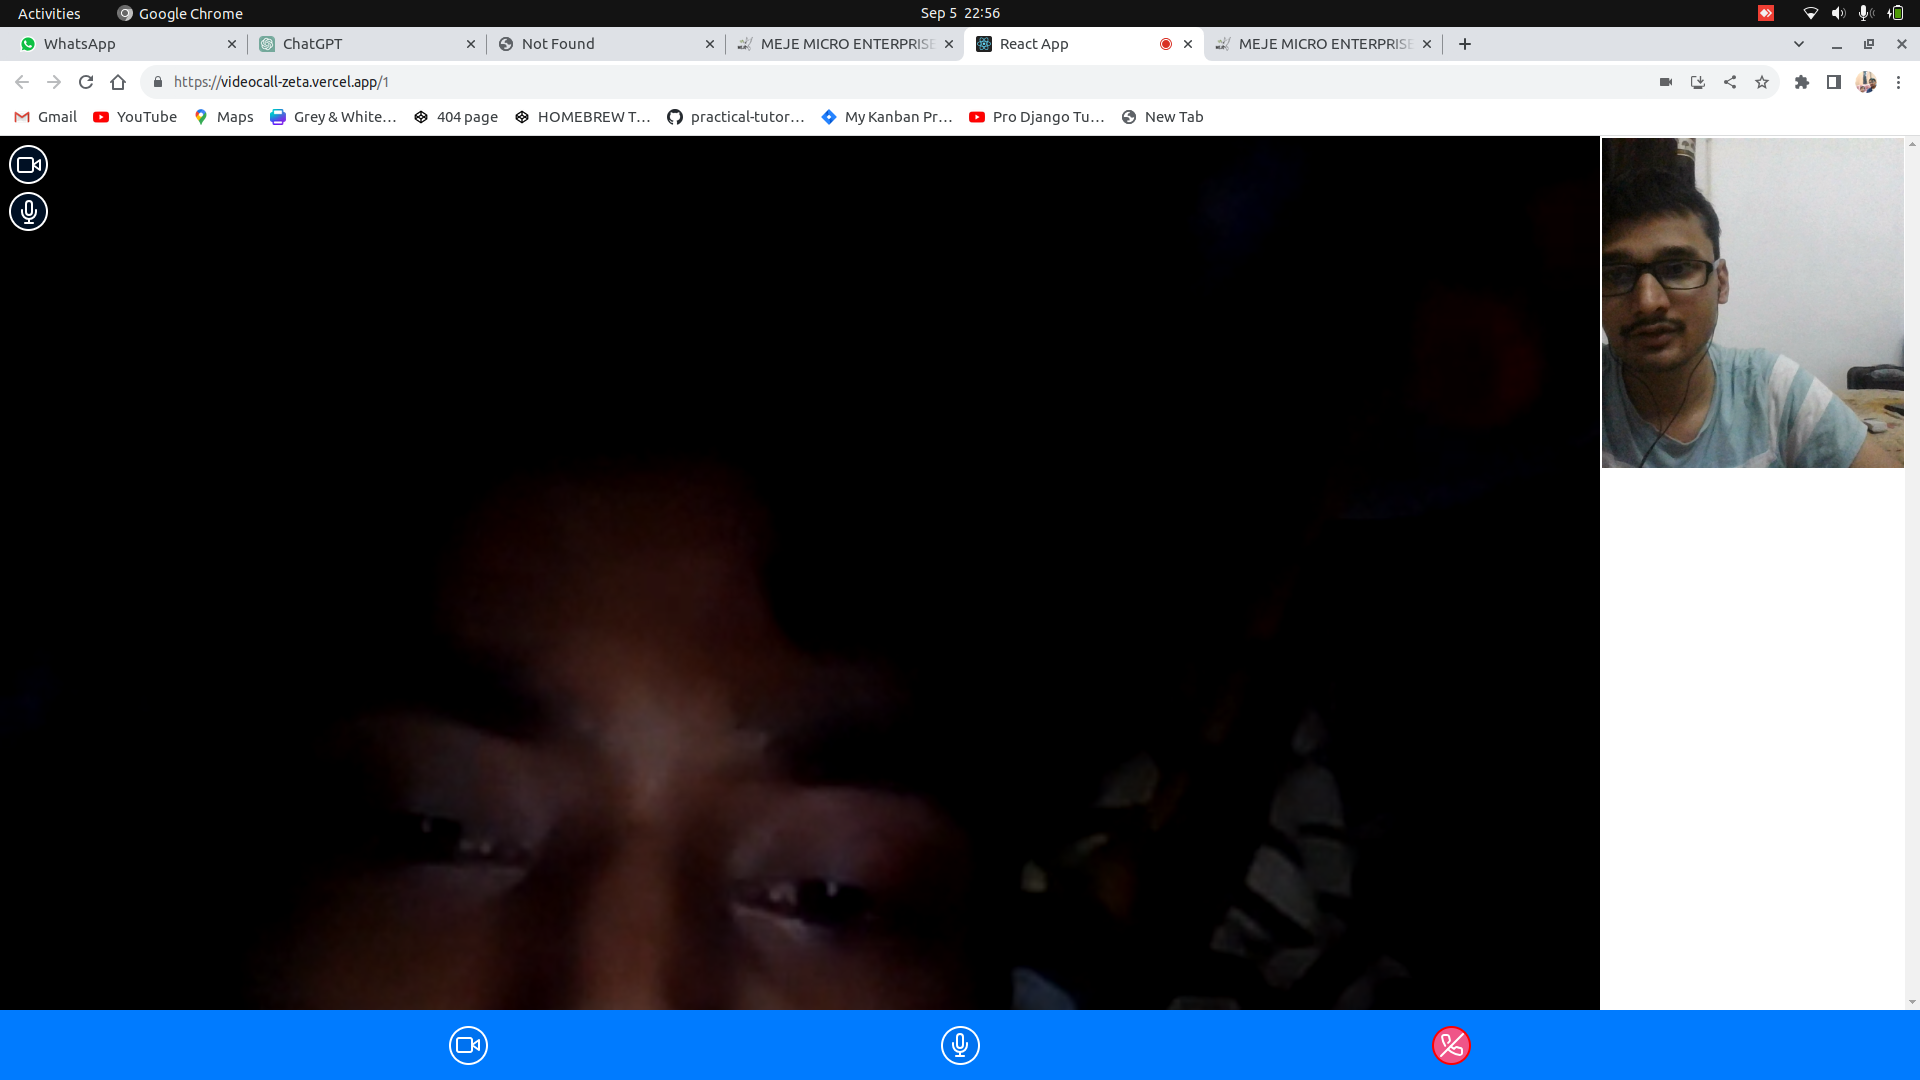 Activities Google Chrome Sep 5 22:56
WhatsApp ChatGPT Not Found MEJE MICRO ENTERPRISE React App MEJE MICRO ENTERPRISE
https://videocall-zeta.vercel.app/1
Gmail YouTube Maps Grey & White... 404 page HOMEBREW T... practical-tutor... My Kanban Pr... Pro Django Tu... New Tab